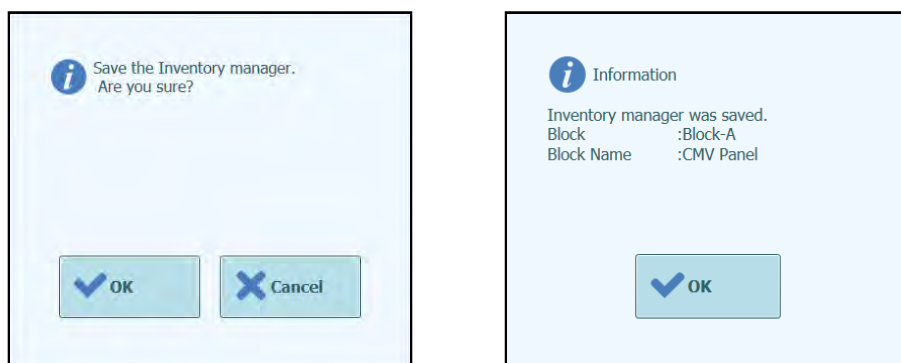 Save the Inventory manager.
Are you sure?
OK
Cancel
Information
Inventory manager was saved.
Block :Block-A
Block Name :CMV Panel
OK